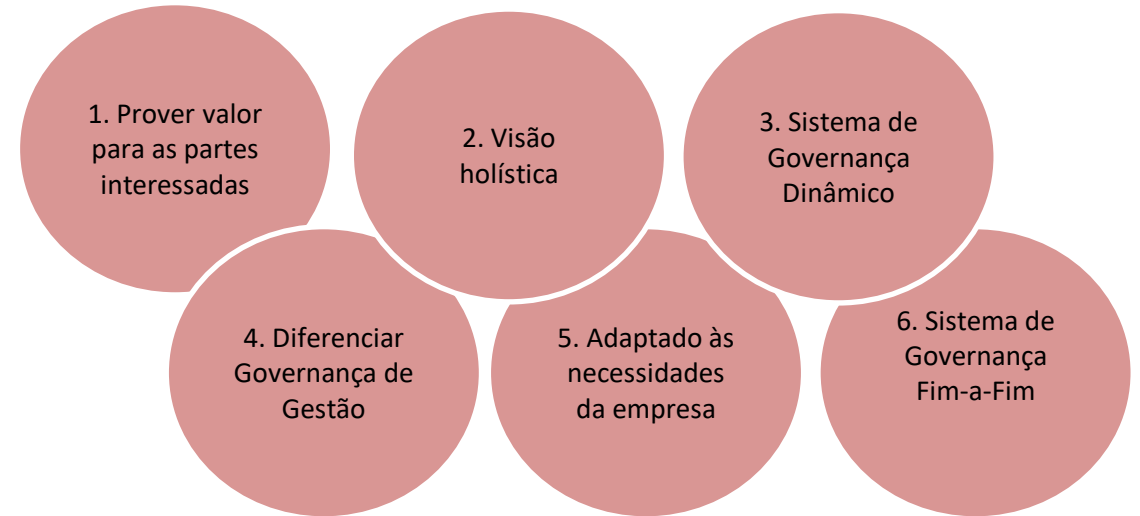 1. Prover valor
para as partes
interessadas
2. Visão
holística
3. Sistema de
Governança
Dinâmico
4. Diferenciar
Governança de
Gestão
5. Adaptado às
necessidades
da empresa
6. Sistema de
Governança
Fim-a-Fim